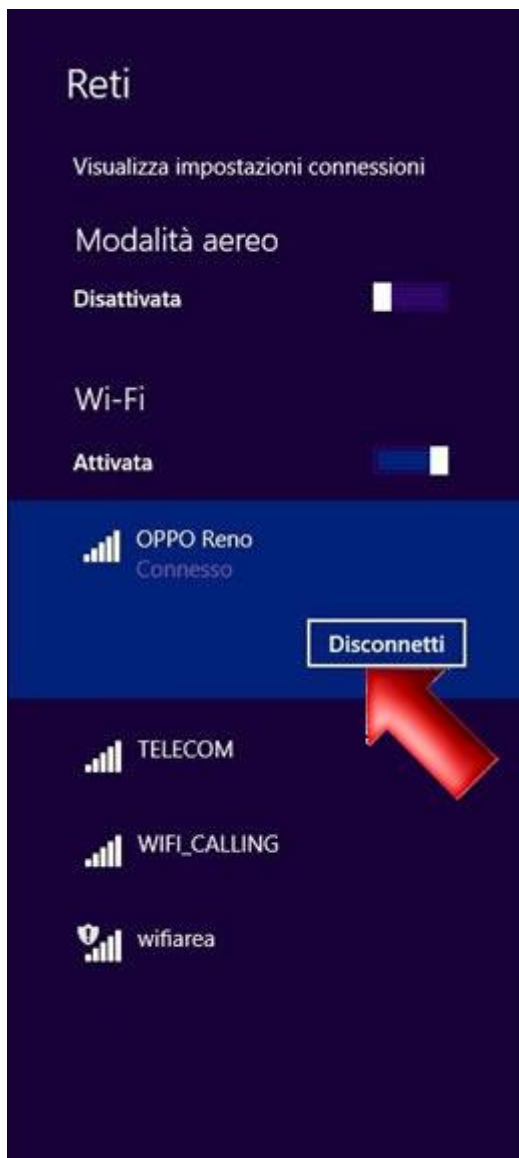 Reti
Visualizza impostazioni connessioni
Modalità aereo
Disattivata
Wi-Fi
Attivata
OPPO Reno
Connesso
Disconnetti
TELECOM
WIFI_CALLING
wifiarea